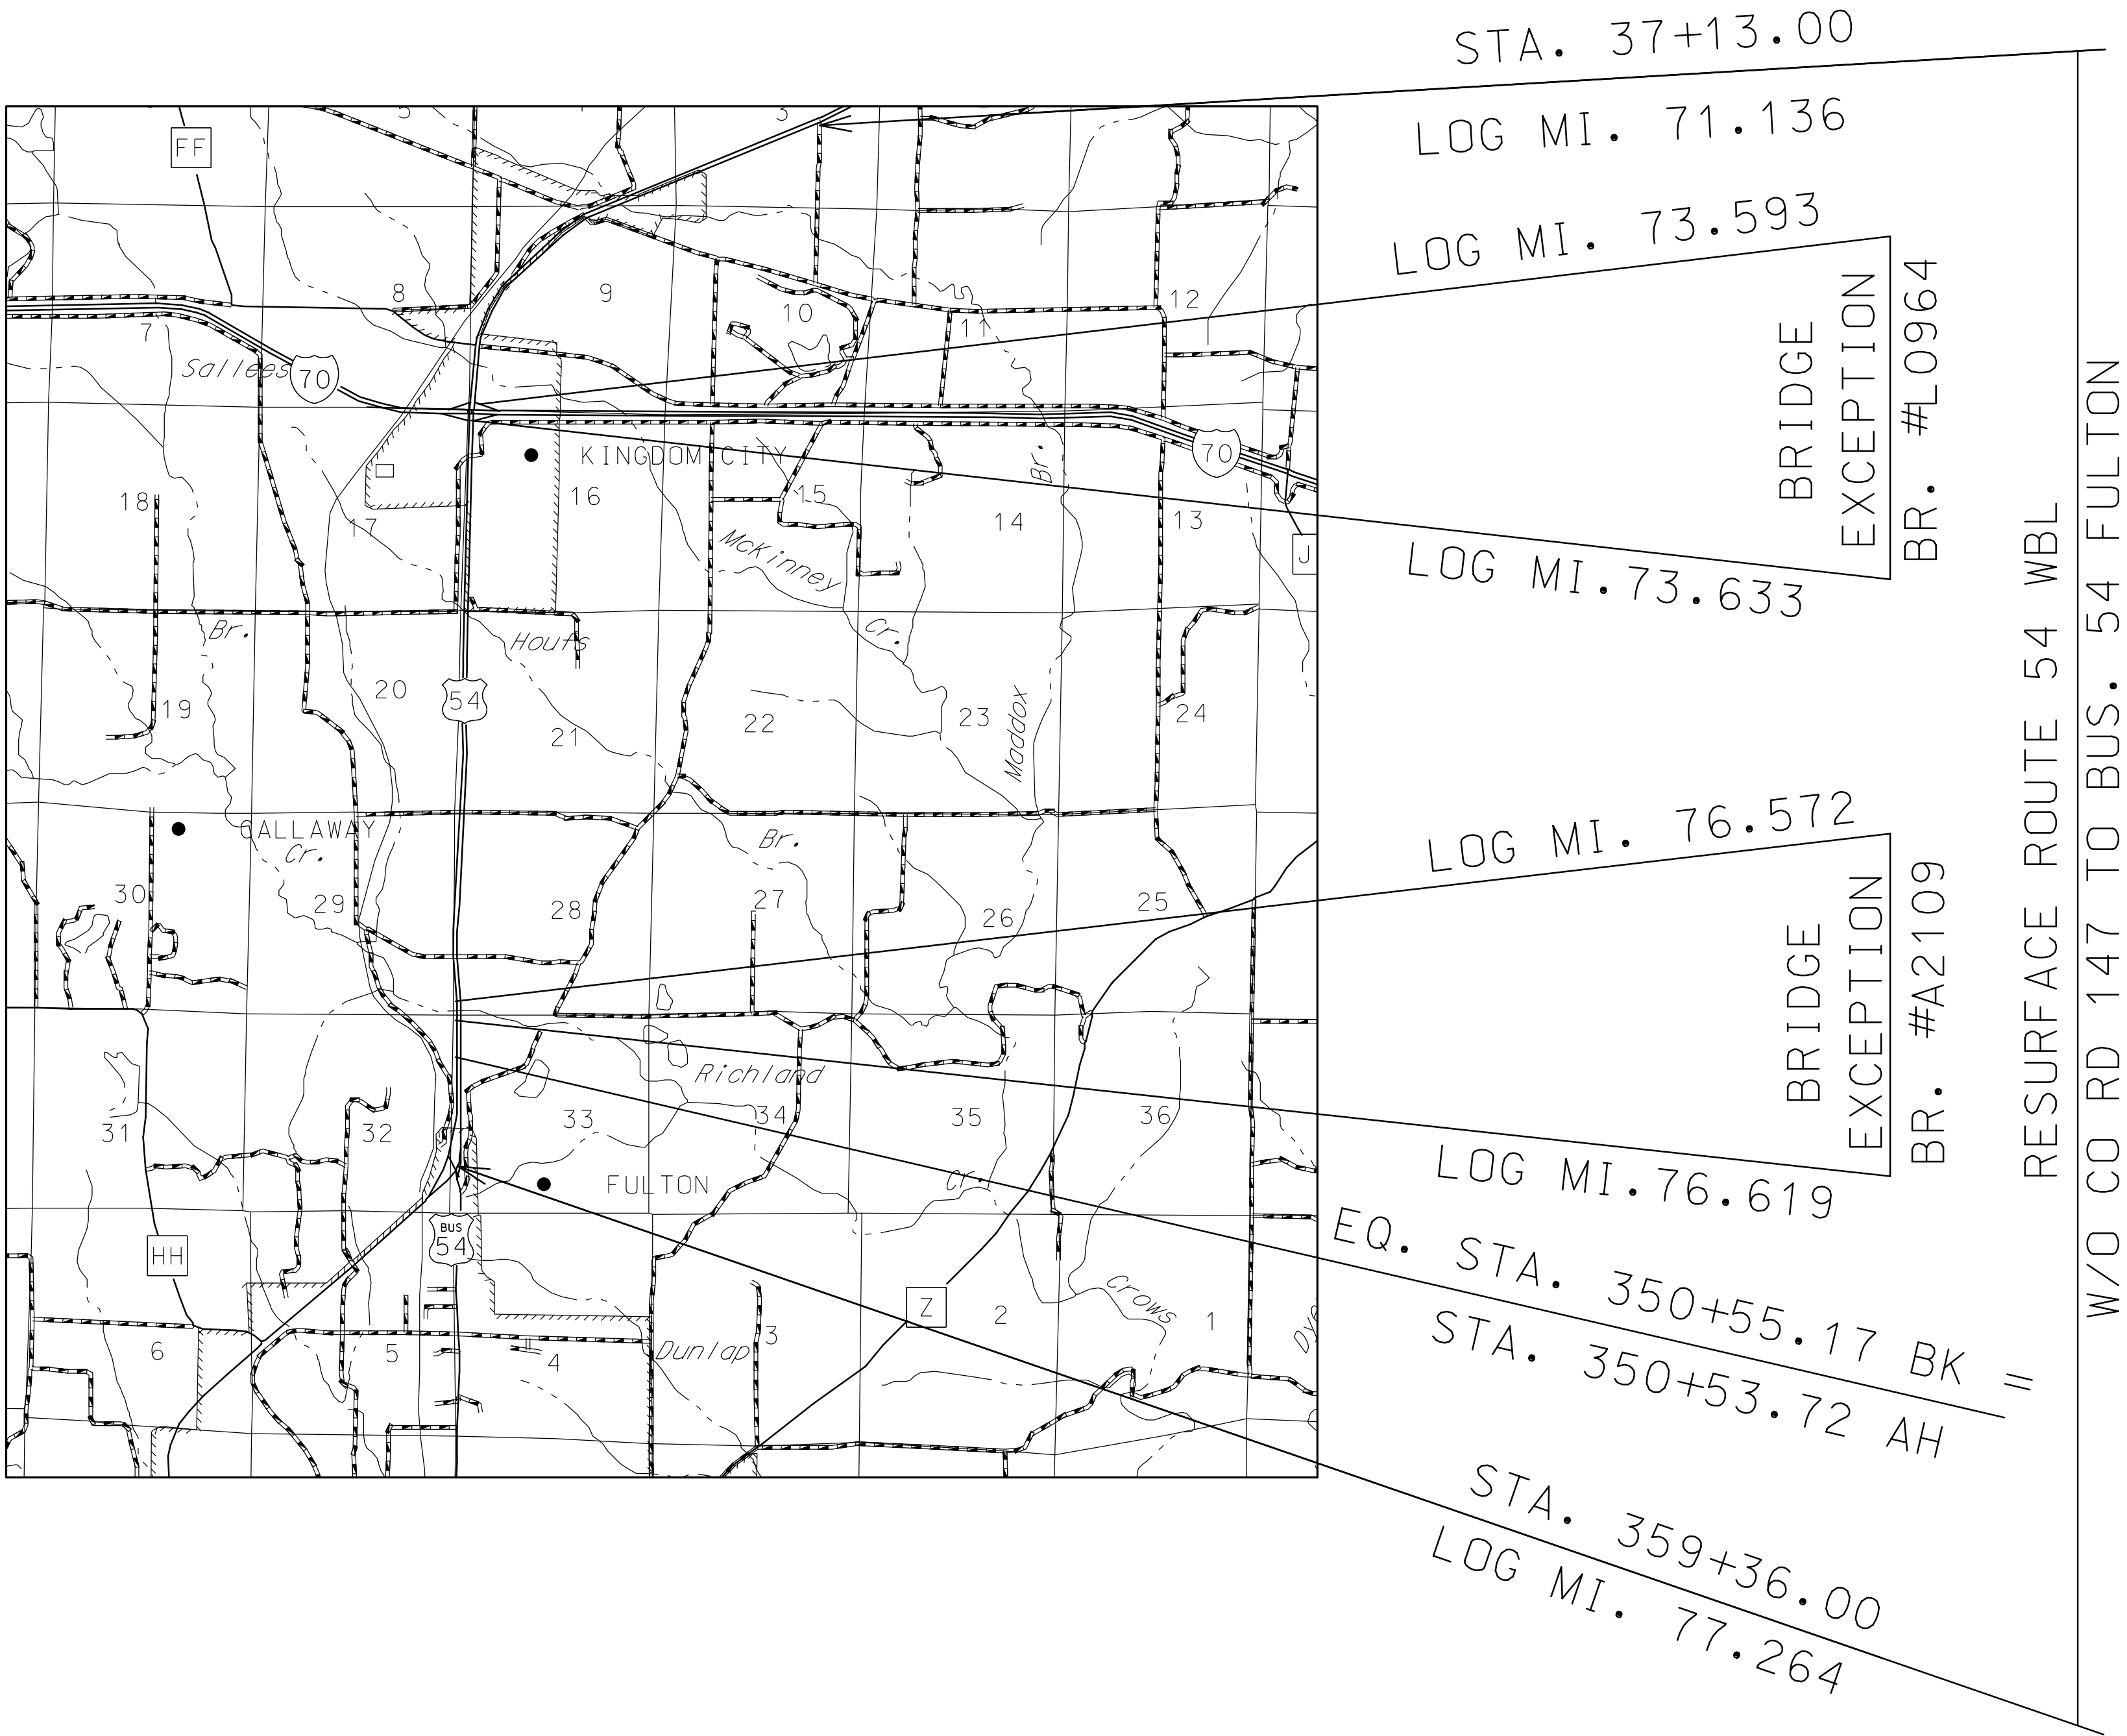 STA. 37+13.00
LOG MI. 71.136
LOG MI. 73.593
BRIDGE
EXCEPTION
BR. #L0964
LOG MI.73.633
LOG MI. 76.572
BRIDGE
EXCEPTION
BR. #A2109
LOG MI.76.619
EQ. STA. 350+55.17 BK =
STA. 350+53.72 AH
STA. 359+36.00
LOG MI. 77.264
RESURFACE ROUTE 54 WBL
W/O CO RD 147 TO BUS. 54 FULTON
5
3
FF
8
9
10
11
12
7
Sallees
70
KINGDOM CITY
70
Br.
18
17
16
15
14
13
McKinney
J
Br.
Houfs
Cr.
19
20
54
21
22
23
Maddox
24
CALLAWAY
Cr.
Br.
30
29
28
27
26
25
Richland
31
32
33
34
35
36
FULTON
Cr.
HH
BUS
54
Z
Crows
6
5
4
Dunlap
3
2
1